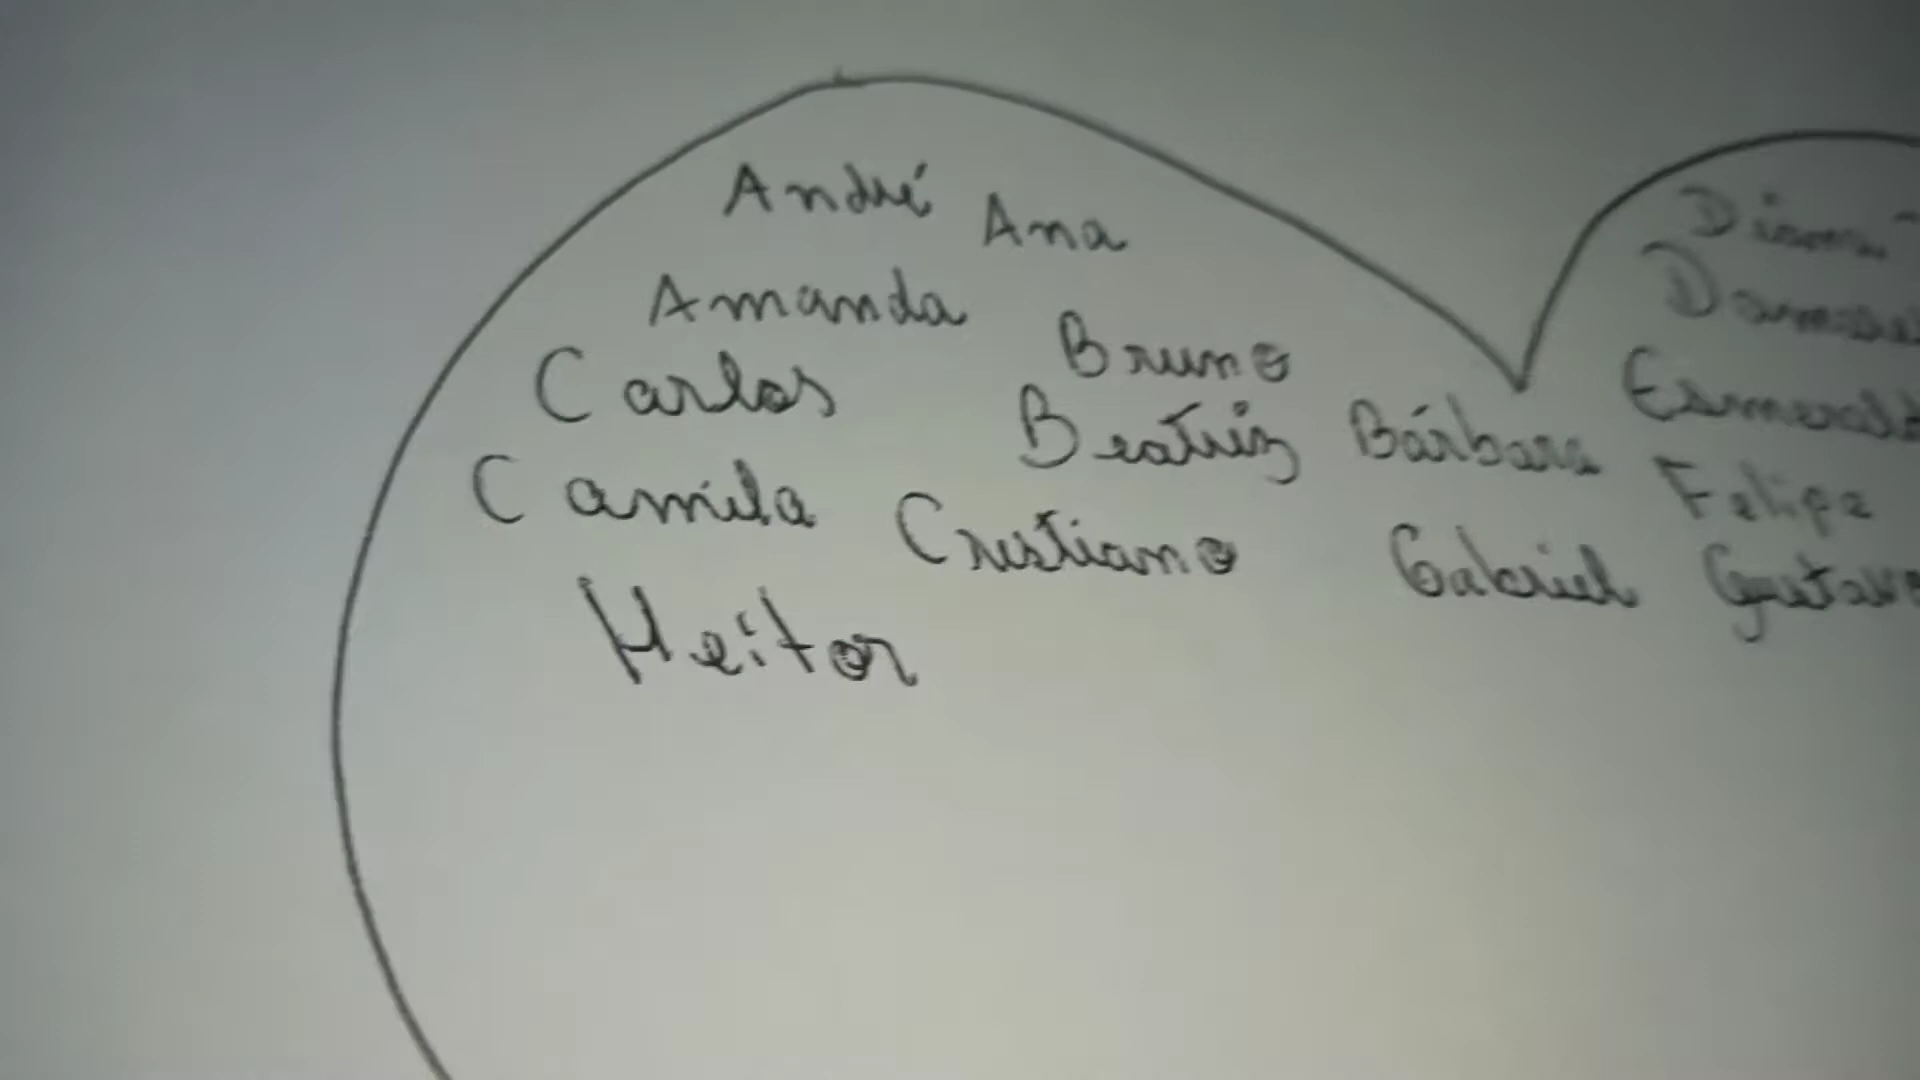 André Ana
Amanda
Bruno
Carlos
Beatriz Bárbara
Camila
Cristiano
Felipe
Gabriel
Heitor